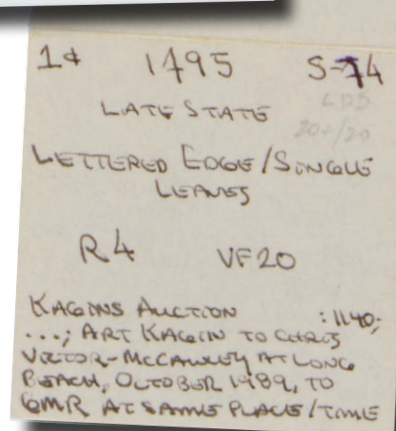 1¢ 1795 S-74
LATE STATE LDS
20+/20
LETTERED EDGE/SINGLE
LEAVES
R4 VF20
KAGINS AUCTION :1140,-
...; ART KAGIN TO CHRIS
VICTOR-McCAWLEY AT LONG
BEACH, OCTOBER 1989, TO
GMR AT SAME PLACE/TIME